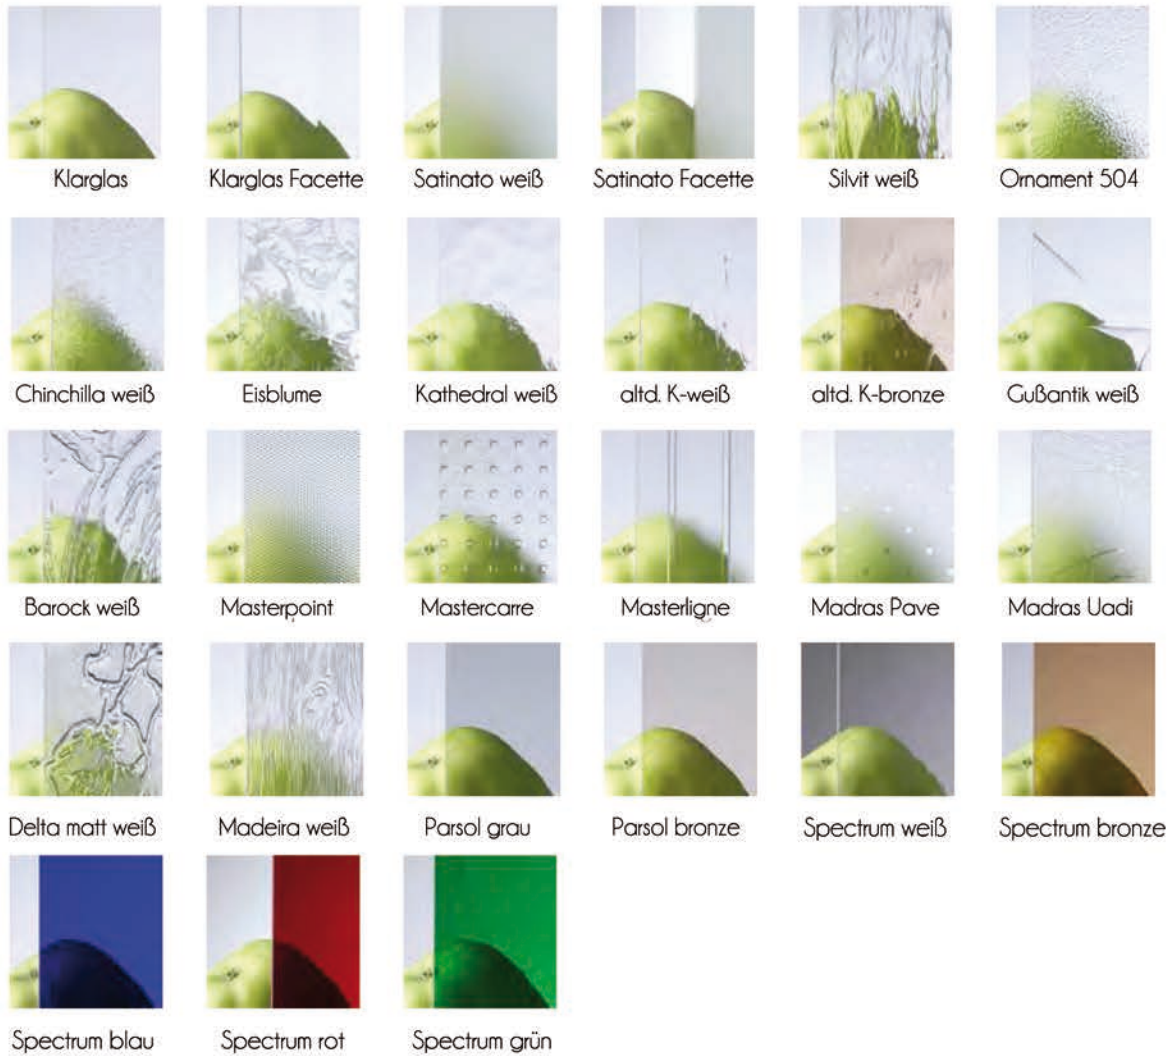 Klarglas
Klarglas Facette
Satinato weiß
Satinato Facette
Silvit weiß
Ornament 504
Chinchilla weiß
Eisblume
Kathedral weiß
altd. K-weiß
altd. K-bronze
Gußantik weiß
Barock weiß
Masterpoint
Mastercarre
Masterligne
Madras Pave
Madras Uadi
Delta matt weiß
Madeira weiß
Parsol grau
Parsol bronze
Spectrum weiß
Spectrum bronze
Spectrum blau
Spectrum rot
Spectrum grün